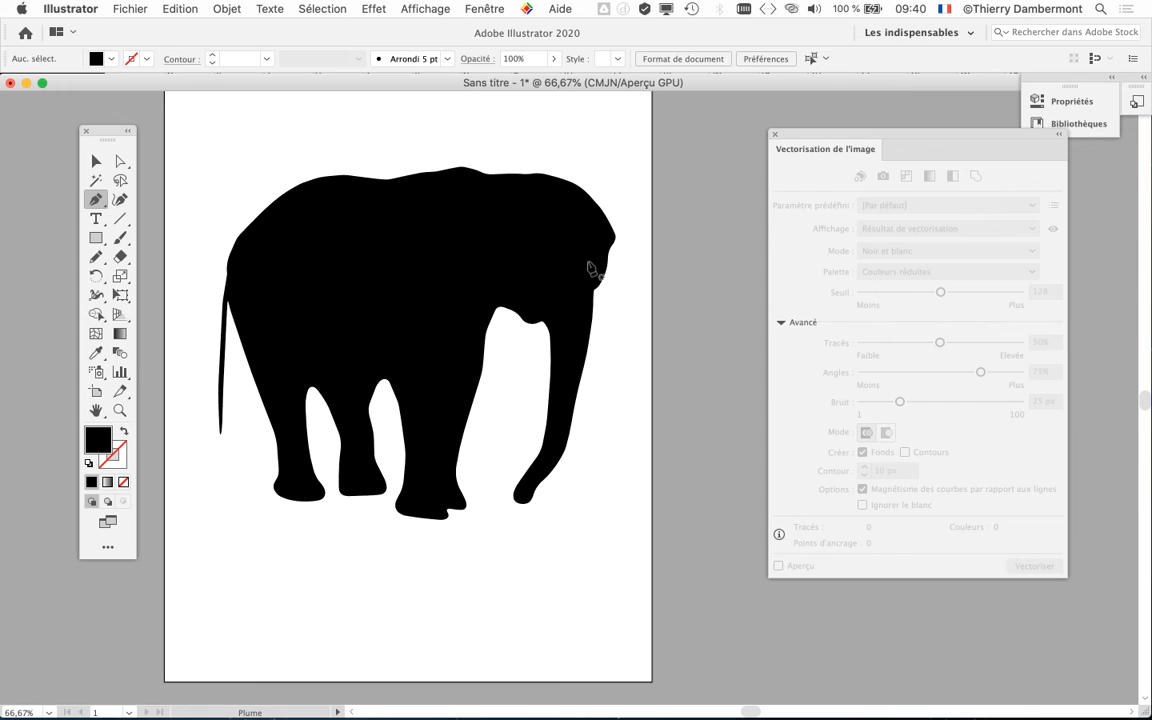 Illustrator Fichier Edition Objet Texte Sélection Effet Affichage Fenêtre Aide 100 % 09:40 ©Thierry Dambermont
Adobe Illustrator 2020 Les indispensables Rechercher dans Adobe Stock
Auc. sélect. Contour : Arrondi 5 pt Opacité : 100% Style : Format de document Préférences
Sans titre - 1* @ 66,67% (CMJN/Aperçu GPU)
Propriétés
Bibliothèques
Vectorisation de l'image
Paramètre prédéfini : [Par défaut]
Affichage : Résultat de vectorisation
Mode : Noir et blanc
Palette : Couleurs réduites
Seuil : 128
Moins Plus
Avancé
Tracés : 50%
Faible Elevée
Angles : 75%
Moins Plus
Bruit : 25 px
1 100
Mode :
Créer : Fonds Contours
Contour : 10 px
Options : Magnétisme des courbes par rapport aux lignes
Ignorer le blanc
Tracés : 0 Couleurs : 0
Points d'ancrage : 0
Aperçu Vectoriser
T
66,67% 1 Plume